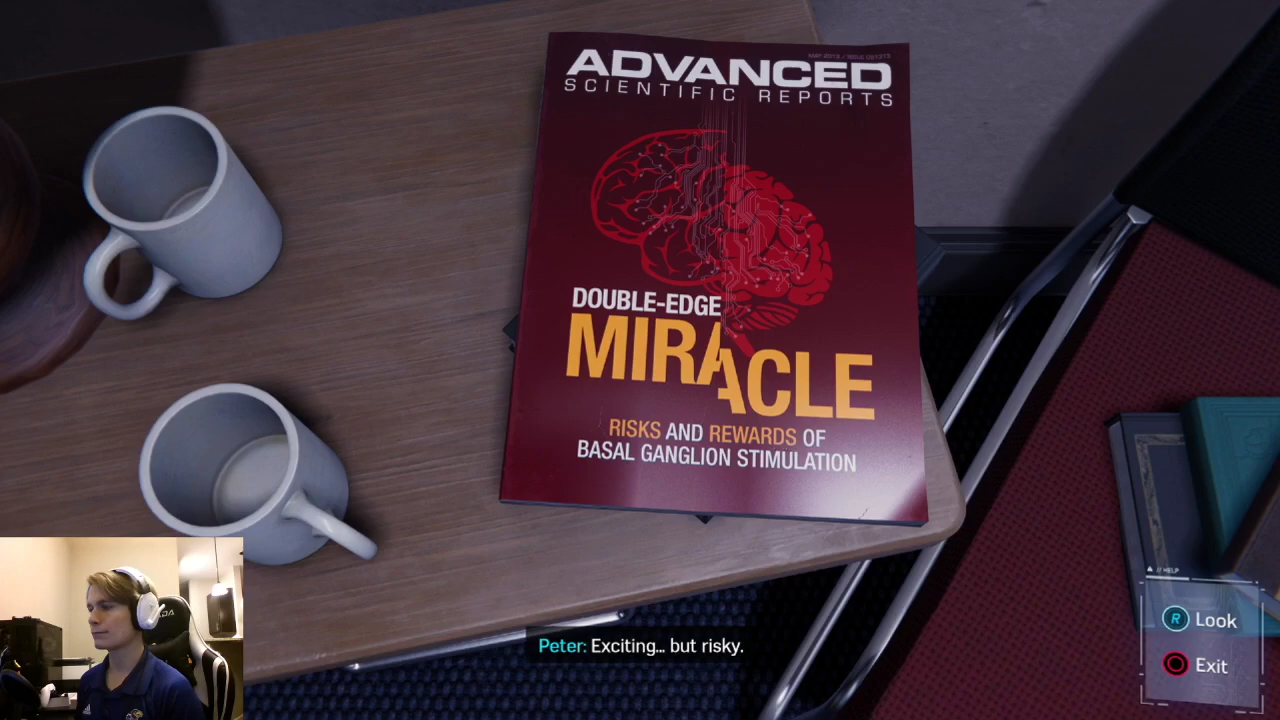 ADVANCED
SCIENTIFIC REPORTS
DOUBLE-EDGE
MIRACLE
RISKS AND REWARDS OF
BASAL GANGLION STIMULATION
Peter: Exciting... but risky.
// HELP
R Look
Exit